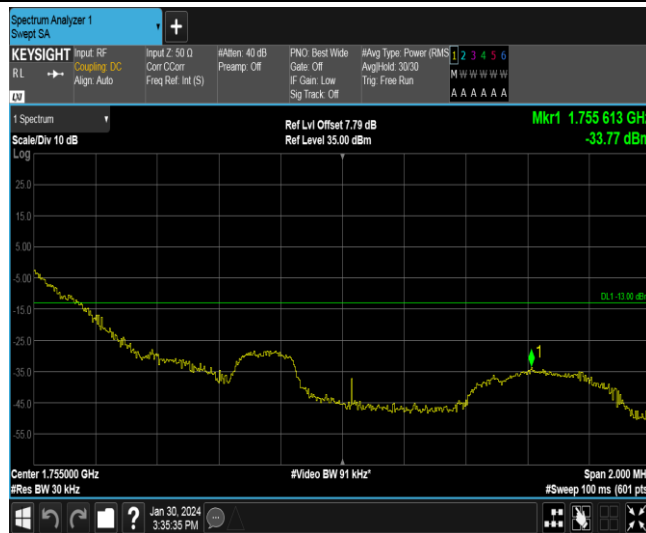 Spectrum Analyzer 1
Swept SA
+
KEYSIGHT
RL
Input: RF
Coupling: DC
Align: Auto
Input Z: 50 Ω
Corr CCorr
Freq Ref: Int (S)
#Atten: 40 dB
Preamp: Off
PNO: Best Wide
Gate: Off
IF Gain: Low
Sig Track: Off
#Avg Type: Power (RMS
Avg|Hold: 30/30
Trig: Free Run
1 2 3 4 5 6
M W W W W W
A A A A A A
1 Spectrum
Scale/Div 10 dB
Log
Ref Lvl Offset 7.79 dB
Ref Level 35.00 dBm
Mkr1 1.755 613 GHz
-33.77 dBm
25.0
15.0
5.00
-5.00
DL1 -13.00 dBm
-15.0
-25.0
1
-35.0
-45.0
-55.0
Center 1.755000 GHz
#Res BW 30 kHz
#Video BW 91 kHz*
Span 2.000 MH
#Sweep 100 ms (601 pts
?
Jan 30, 2024
3:35:35 PM